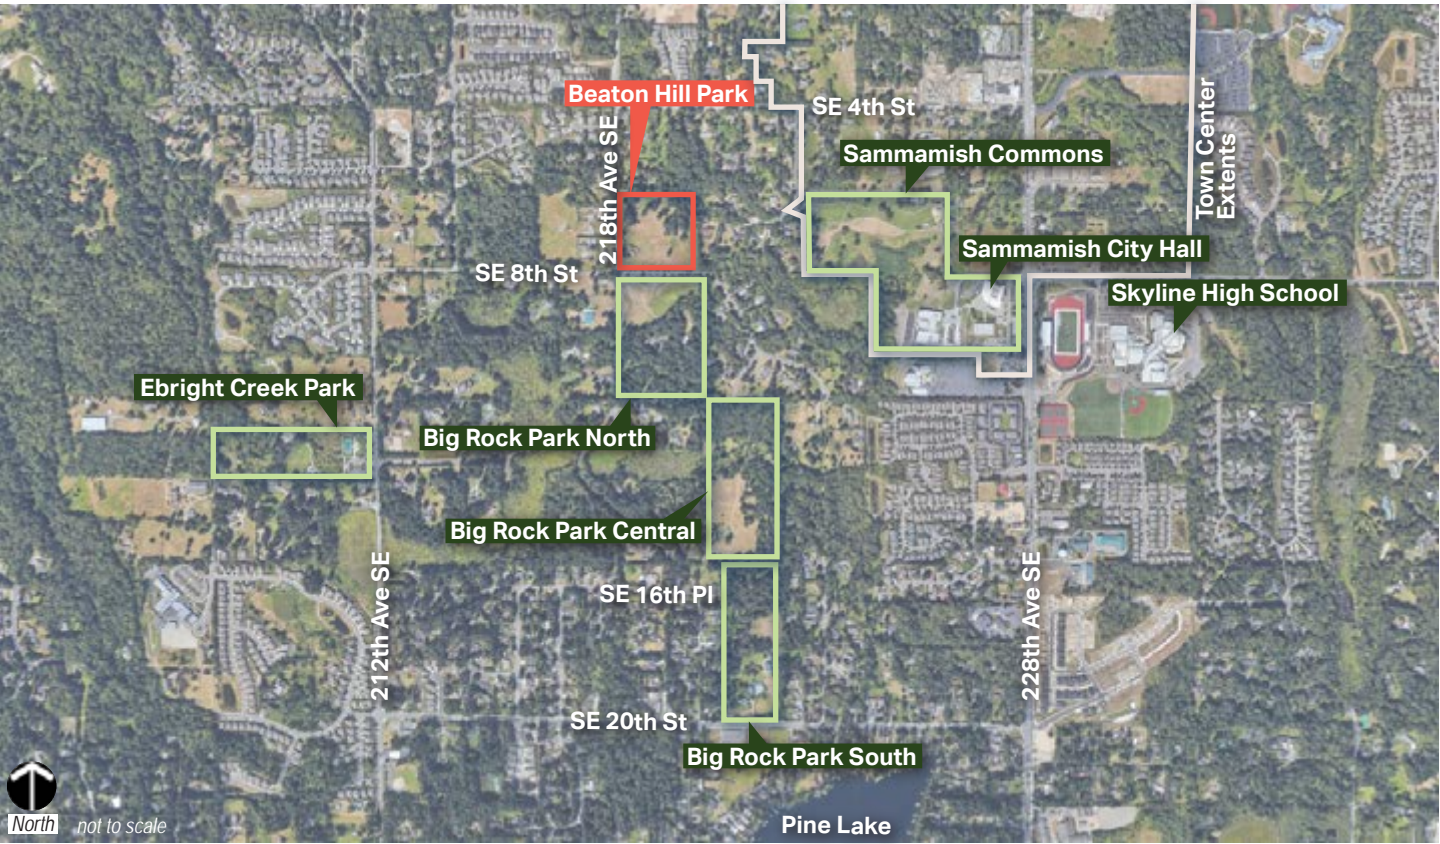 Beaton Hill Park
SE 4th St
Town Center
Extents
218th Ave SE
Sammamish Commons
Sammamish City Hall
SE 8th St
Skyline High School
Ebright Creek Park
Big Rock Park North
Big Rock Park Central
212th Ave SE
SE 16th Pl
228th Ave SE
SE 20th St
Big Rock Park South
North
not to scale
Pine Lake